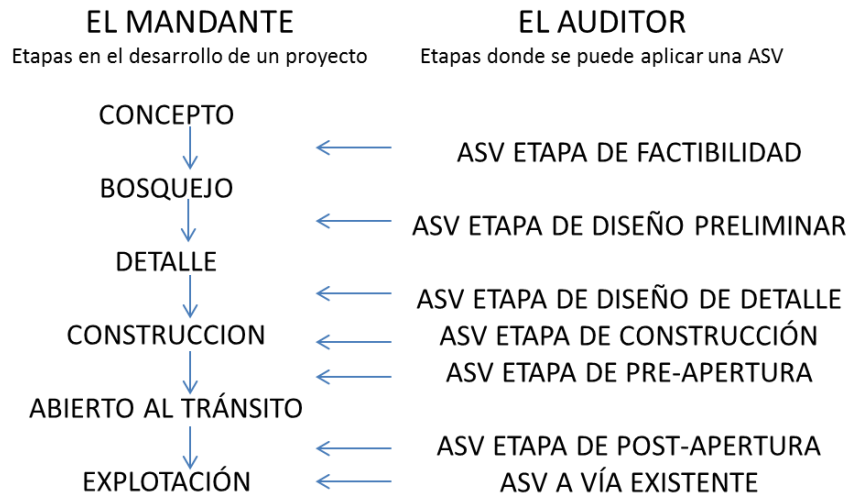 EL MANDANTE
Etapas en el desarrollo de un proyecto
EL AUDITOR
Etapas donde se puede aplicar una ASV
CONCEPTO
ASV ETAPA DE FACTIBILIDAD
BOSQUEJO
ASV ETAPA DE DISEÑO PRELIMINAR
DETALLE
ASV ETAPA DE DISEÑO DE DETALLE
CONSTRUCCION
ASV ETAPA DE CONSTRUCCIÓN
ASV ETAPA DE PRE-APERTURA
ABIERTO AL TRÁNSITO
ASV ETAPA DE POST-APERTURA
EXPLOTACIÓN
ASV A VÍA EXISTENTE